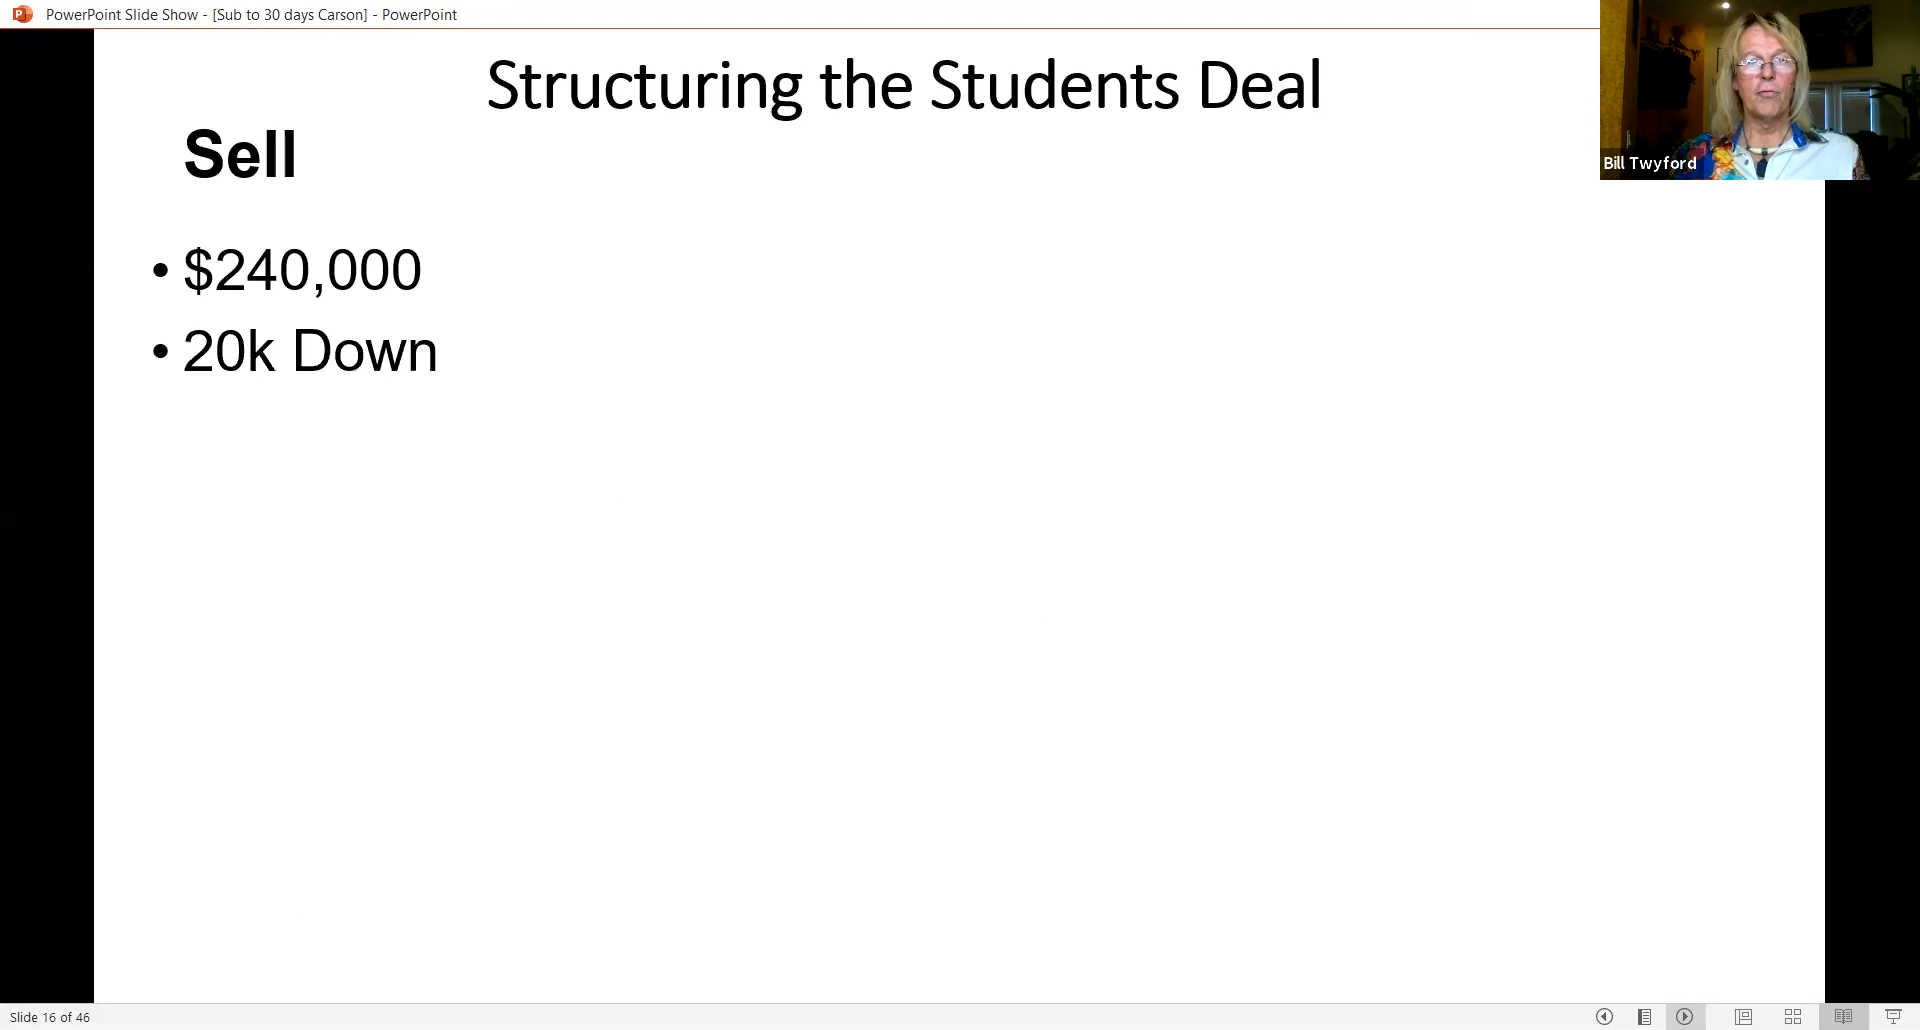 PowerPoint Slide Show - [Sub to 30 days Carson] - PowerPoint
Structuring the Students Deal
Sell
Bill Twyford
• $240,000
• 20k Down
Slide 16 of 46